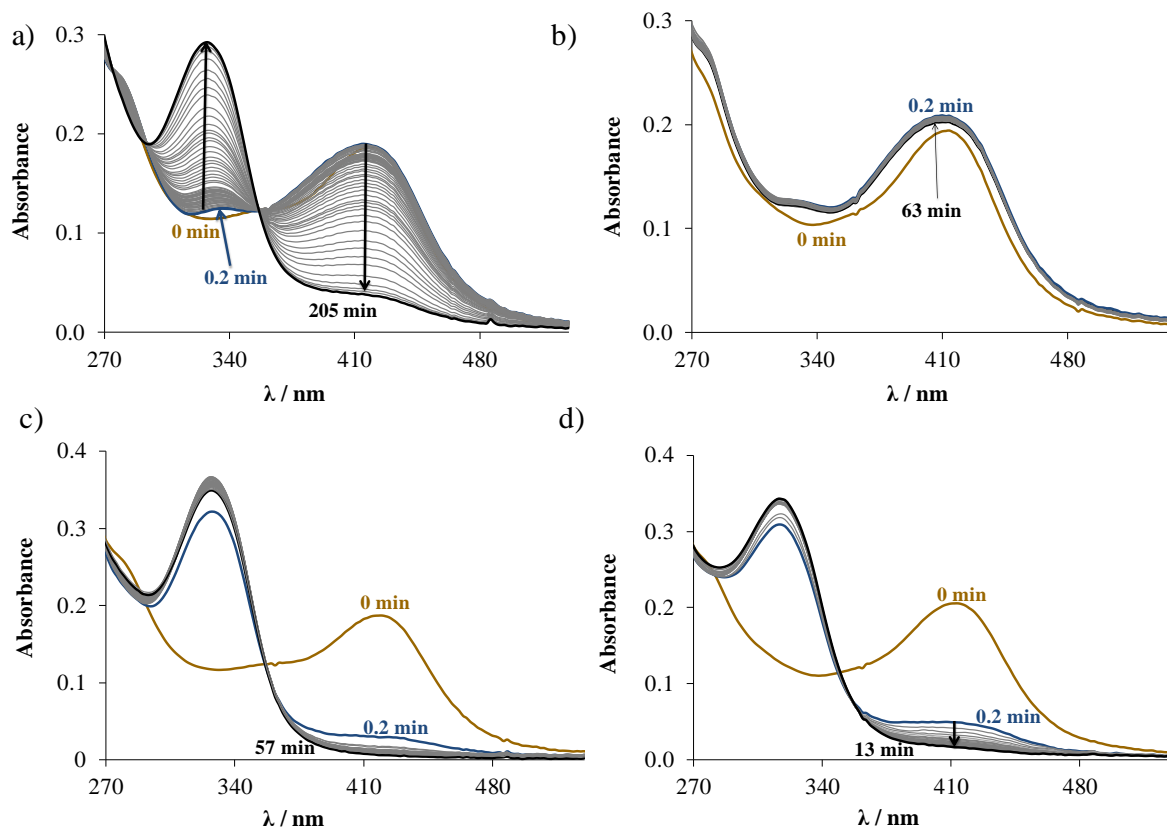 a)
0.3
0.2
0.1
0.0
Absorbance
0 min
0.2 min
205 min
270 340 410 480
λ / nm
b)
0.3
0.2
0.1
0.0
Absorbance
0.2 min
63 min
0 min
270 340 410 480
λ / nm
c)
0.4
0.3
0.2
0.1
0
Absorbance
0 min
0.2 min
57 min
270 340 410 480
λ / nm
d)
0.4
0.3
0.2
0.1
0.0
Absorbance
0 min
0.2 min
13 min
270 340 410 480
λ / nm